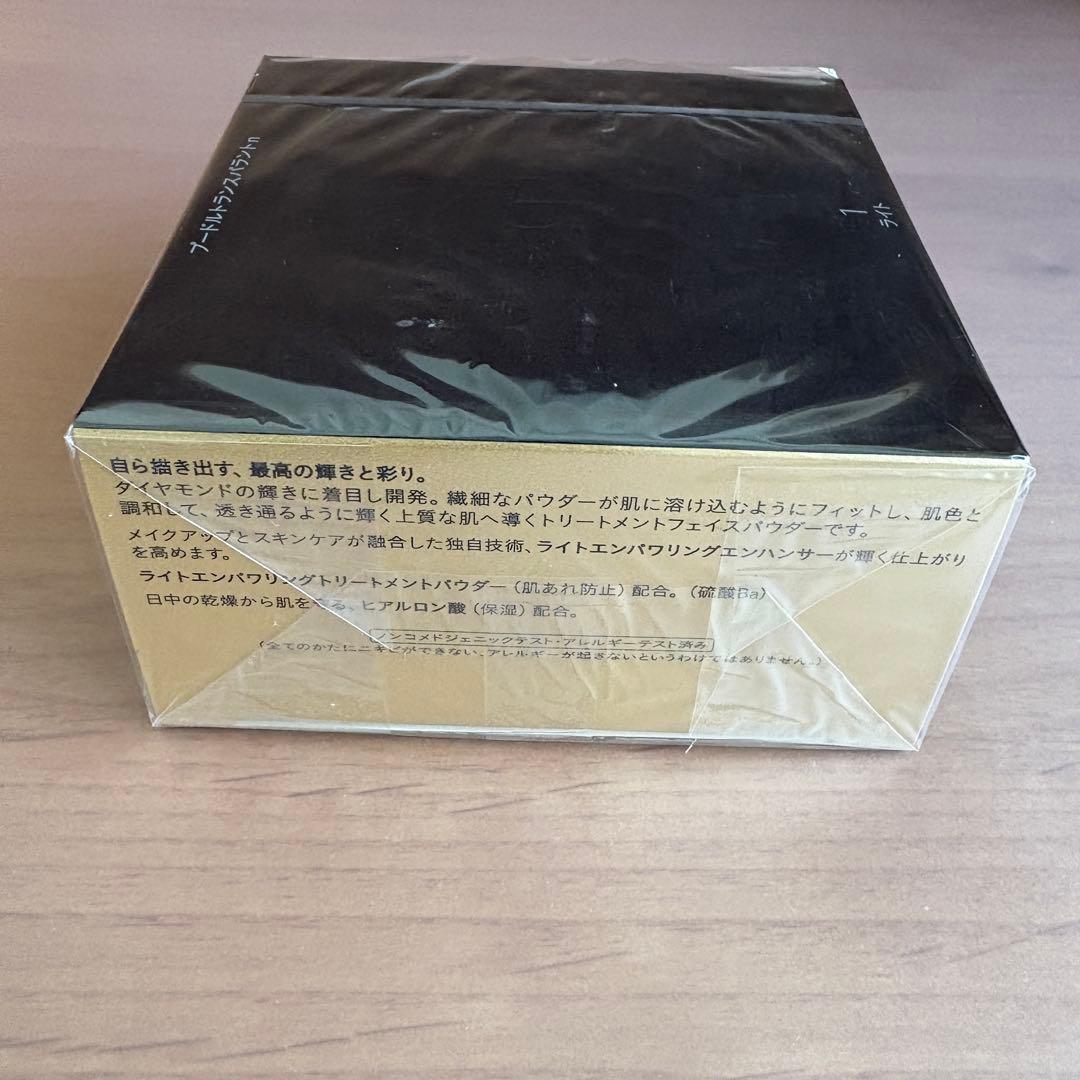 プードルトランスパラントn
1
ライト
自ら描き出す、最高の輝きと彩り。
ダイヤモンドの輝きに着目し開発。繊細なパウダーが肌に溶け込むようにフィットし、肌色と
調和して、透き通るように輝く上質な肌へ導くトリートメントフェイスパウダーです。
メイクアップとスキンケアが融合した独自技術、ライトエンパワリングエンハンサーが輝く仕上がり
を高めます。
ライトエンパワリングトリートメントパウダー（肌あれ防止）配合。（硫酸Ba）
日中の乾燥から肌を守る、ヒアルロン酸（保湿）配合。
ノンコメドジェニックテスト・アレルギーテスト済み
（全てのかたにニキビができない、アレルギーが起きないというわけではありません。）